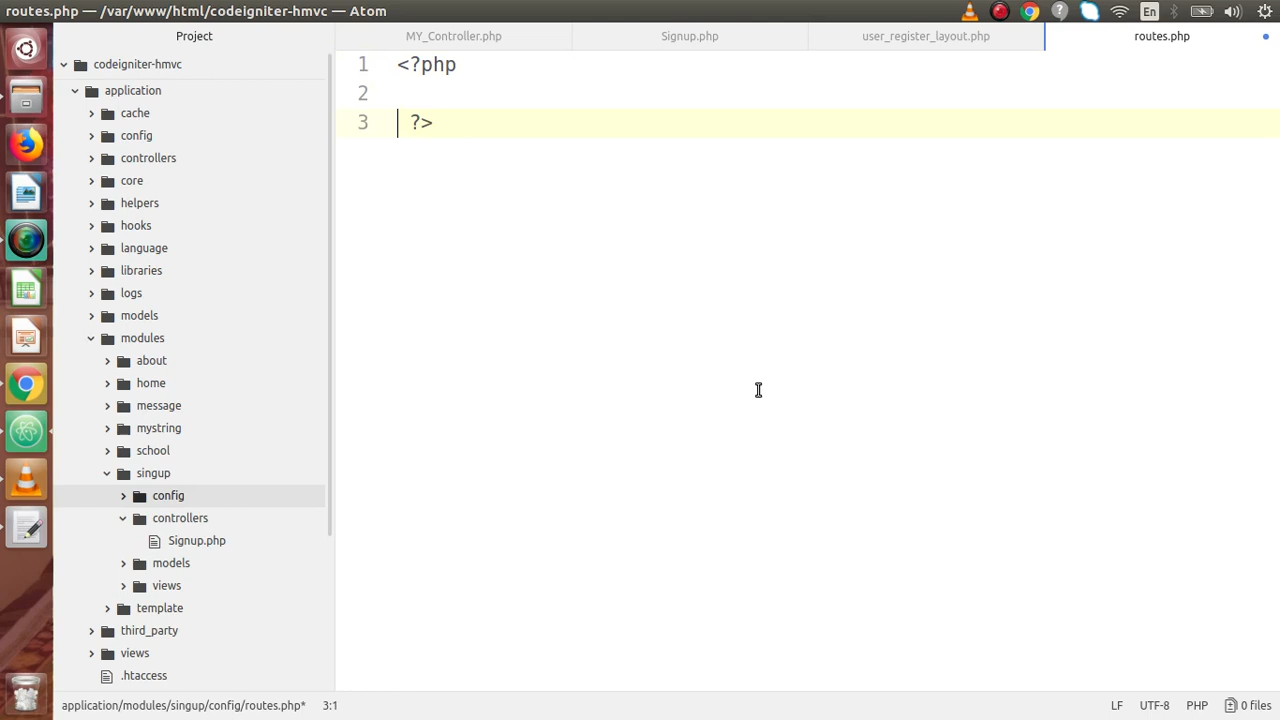 routes.php — /var/www/html/codeigniter-hmvc — Atom
En
Project
MY_Controller.php
Signup.php
user_register_layout.php
routes.php
codeigniter-hmvc
application
cache
config
controllers
core
helpers
hooks
language
libraries
logs
models
modules
about
home
message
mystring
school
singup
config
controllers
Signup.php
models
views
template
third_party
views
.htaccess
1 <?php
2
3 ?>
application/modules/singup/config/routes.php* 3:1
LF UTF-8 PHP 0 files